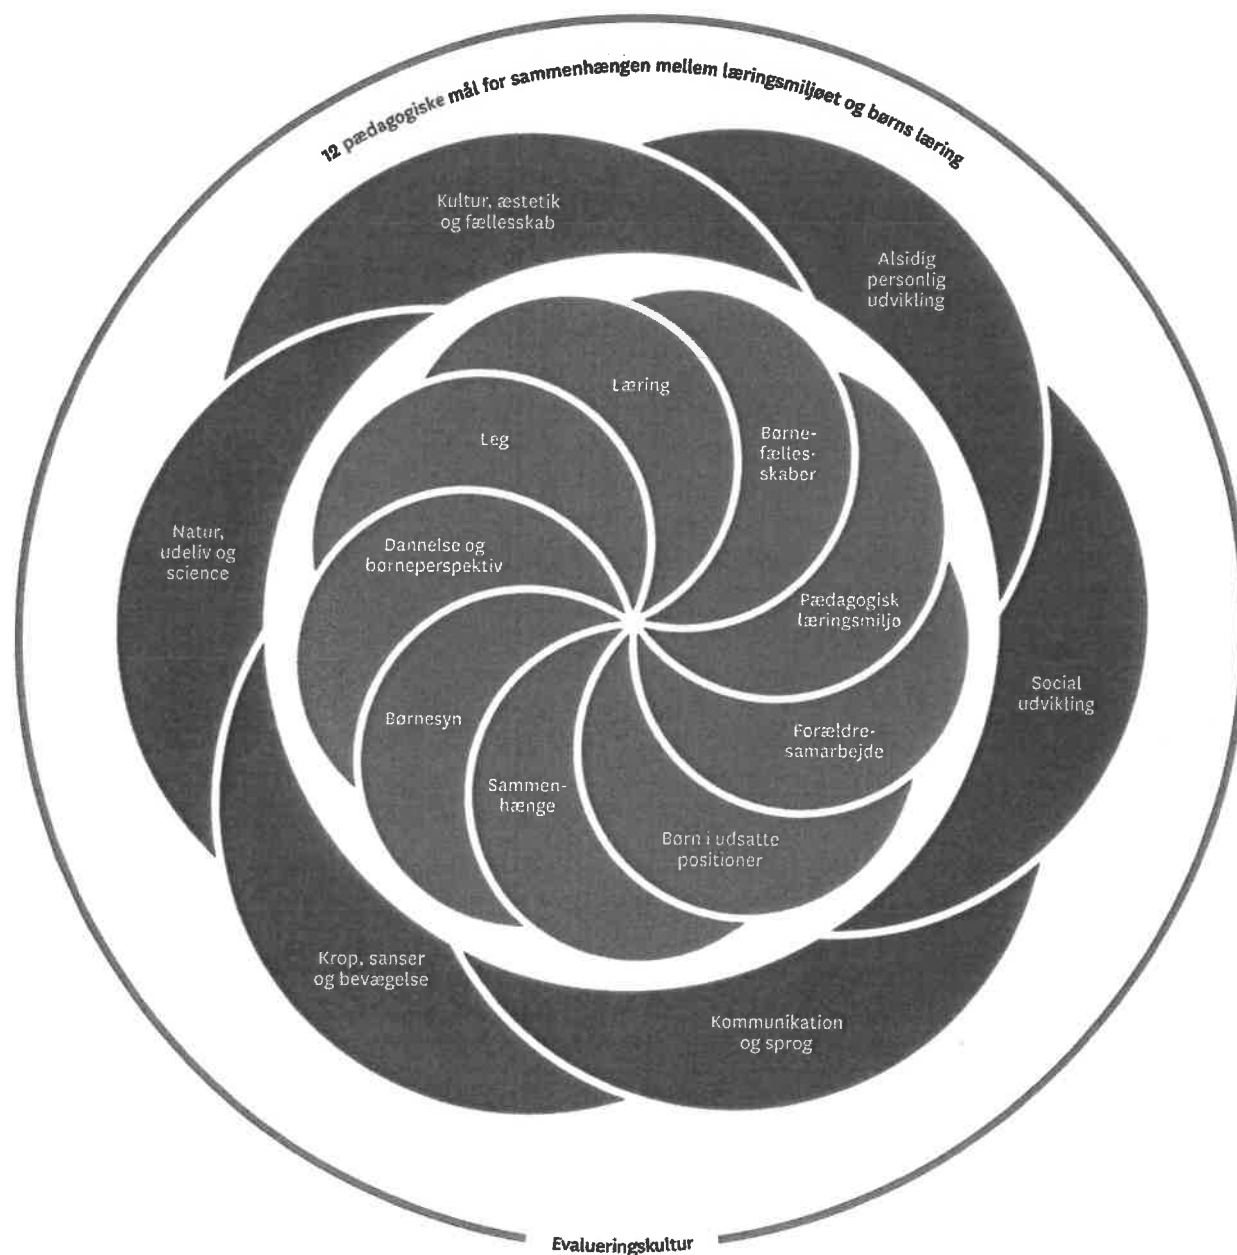 12 pædagogiske mål for sammenhængen mellem læringsmiljøet og børns læring
Kultur, æstetik
og fællesskab
Alsidig
personlig
udvikling
Læring
Leg
Børne-
fælles-
skaber
Natur,
udeliv og
science
Dannelse og
børneperspektiv
Pædagogisk
læringsmiljø
Social
udvikling
Børnesyn
Forældre-
samarbejde
Sammen-
hænge
Børn i udsatte
positioner
Krop, sanser
og bevægelse
Kommunikation
og sprog
Evalueringskultur